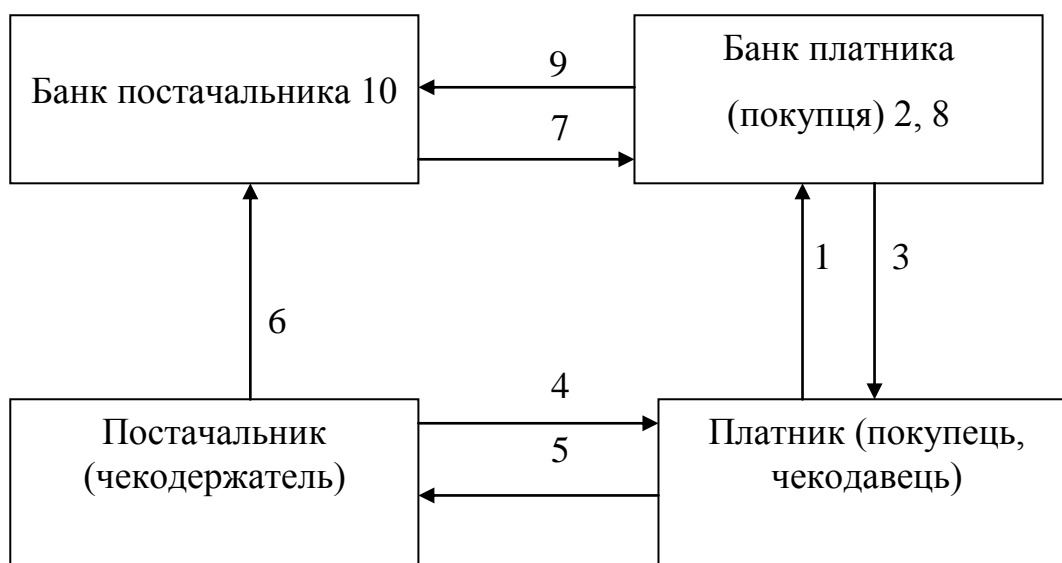 Банк постачальника 10
9
7
Банк платника
(покупця) 2, 8
6
1
3
Постачальник
(чекодержатель)
4
5
Платник (покупець,
чекодавець)